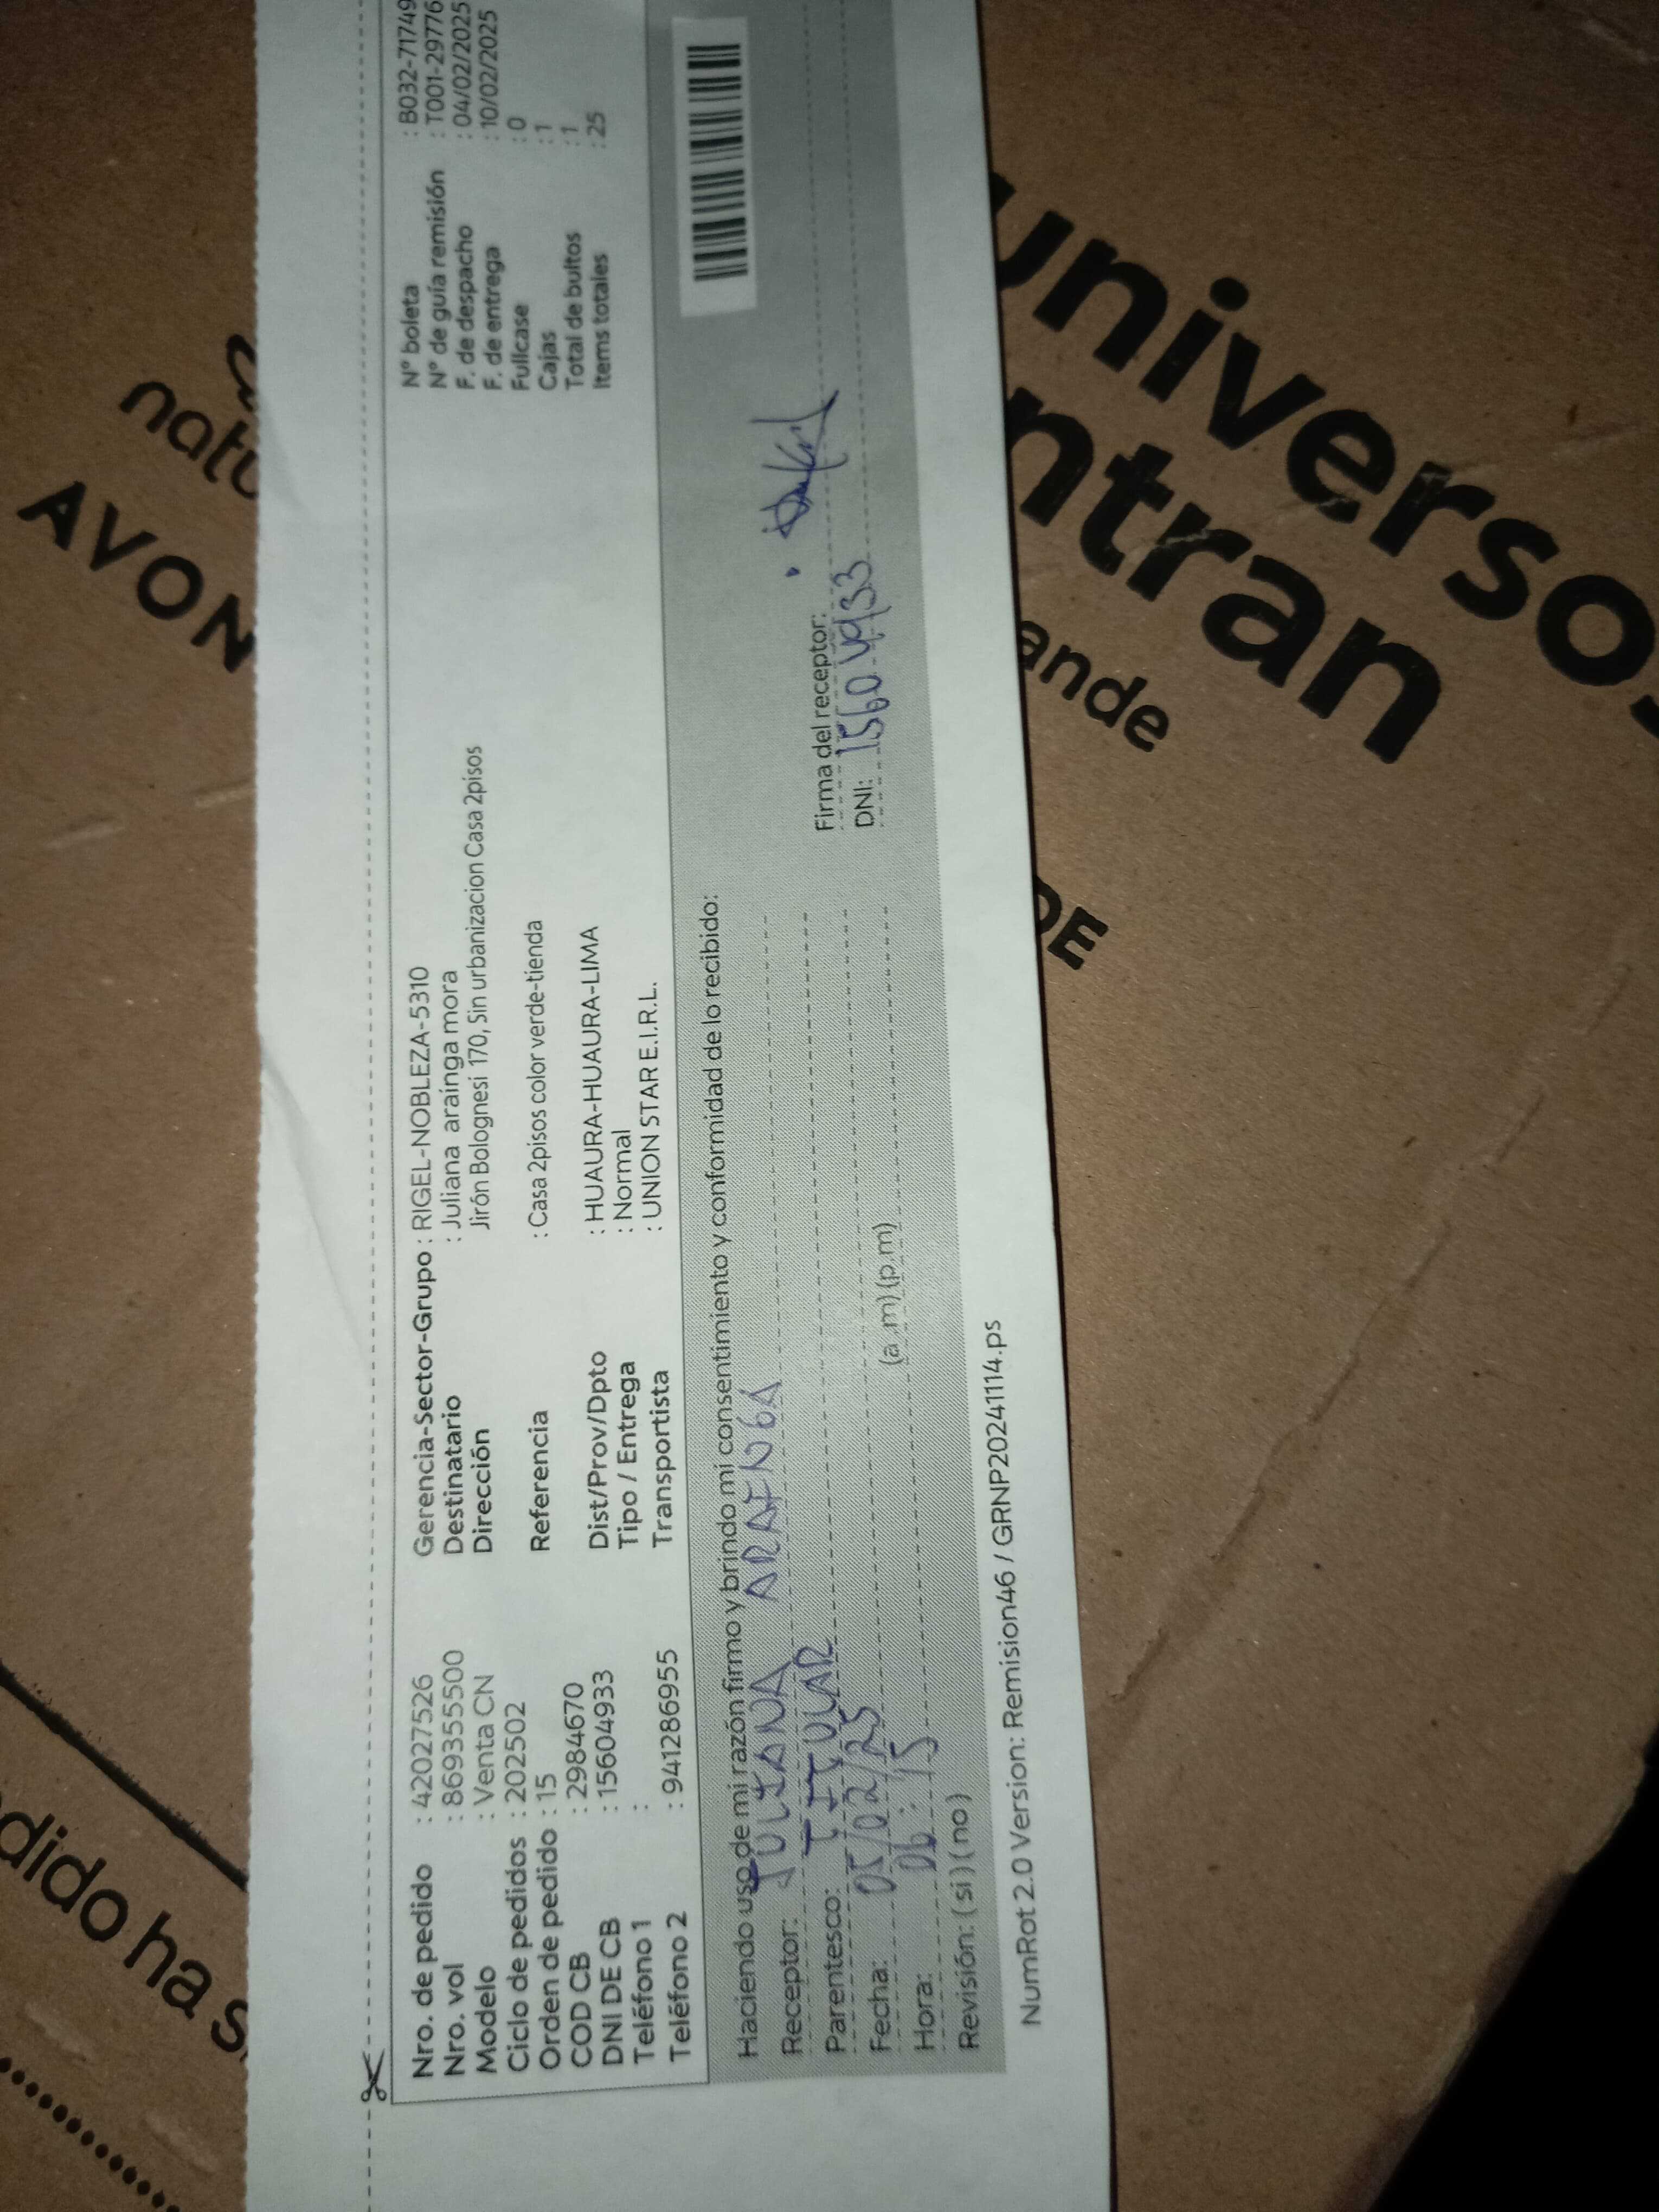 Nro. de pedido : 42027526
Nro. vol : 869355500
Modelo : Venta CN
Ciclo de pedidos : 202502
Orden de pedido : 15
COD CB : 2984670
DNI DE CB : 15604933
Teléfono 1 :
Teléfono 2 : 941286955
Gerencia-Sector-Grupo : RIGEL-NOBLEZA-5310
Destinatario : Juliana arainga mora
Dirección Jirón Bolognesi 170, Sin urbanizacion Casa 2pisos
Referencia : Casa 2pisos color verde-tienda
Dist/Prov/Dpto : HUAURA-HUAURA-LIMA
Tipo / Entrega : Normal
Transportista : UNION STAR E.I.R.L.
N° boleta : B032-71749
N° de guía remisión : T001-29776
F. de despacho : 04/02/2025
F. de entrega : 10/02/2025
Fullcase : 0
Cajas : 1
Total de bultos : 1
Items totales : 25
Haciendo uso de mi razón firmo y brindo mi consentimiento y conformidad de lo recibido:
Receptor: JULIANA ARAINGA
Parentesco: TITULAR
Fecha: 05/02/25
Hora: 06:15 (a.m) (p.m)
Revisión: ( si ) ( no )
Firma del receptor:
DNI: 15604933
NumRot 2.0 Version: Remision46 / GRNP20241114.ps
natu
AVON
universos
ntran
ande
DE
dido ha s